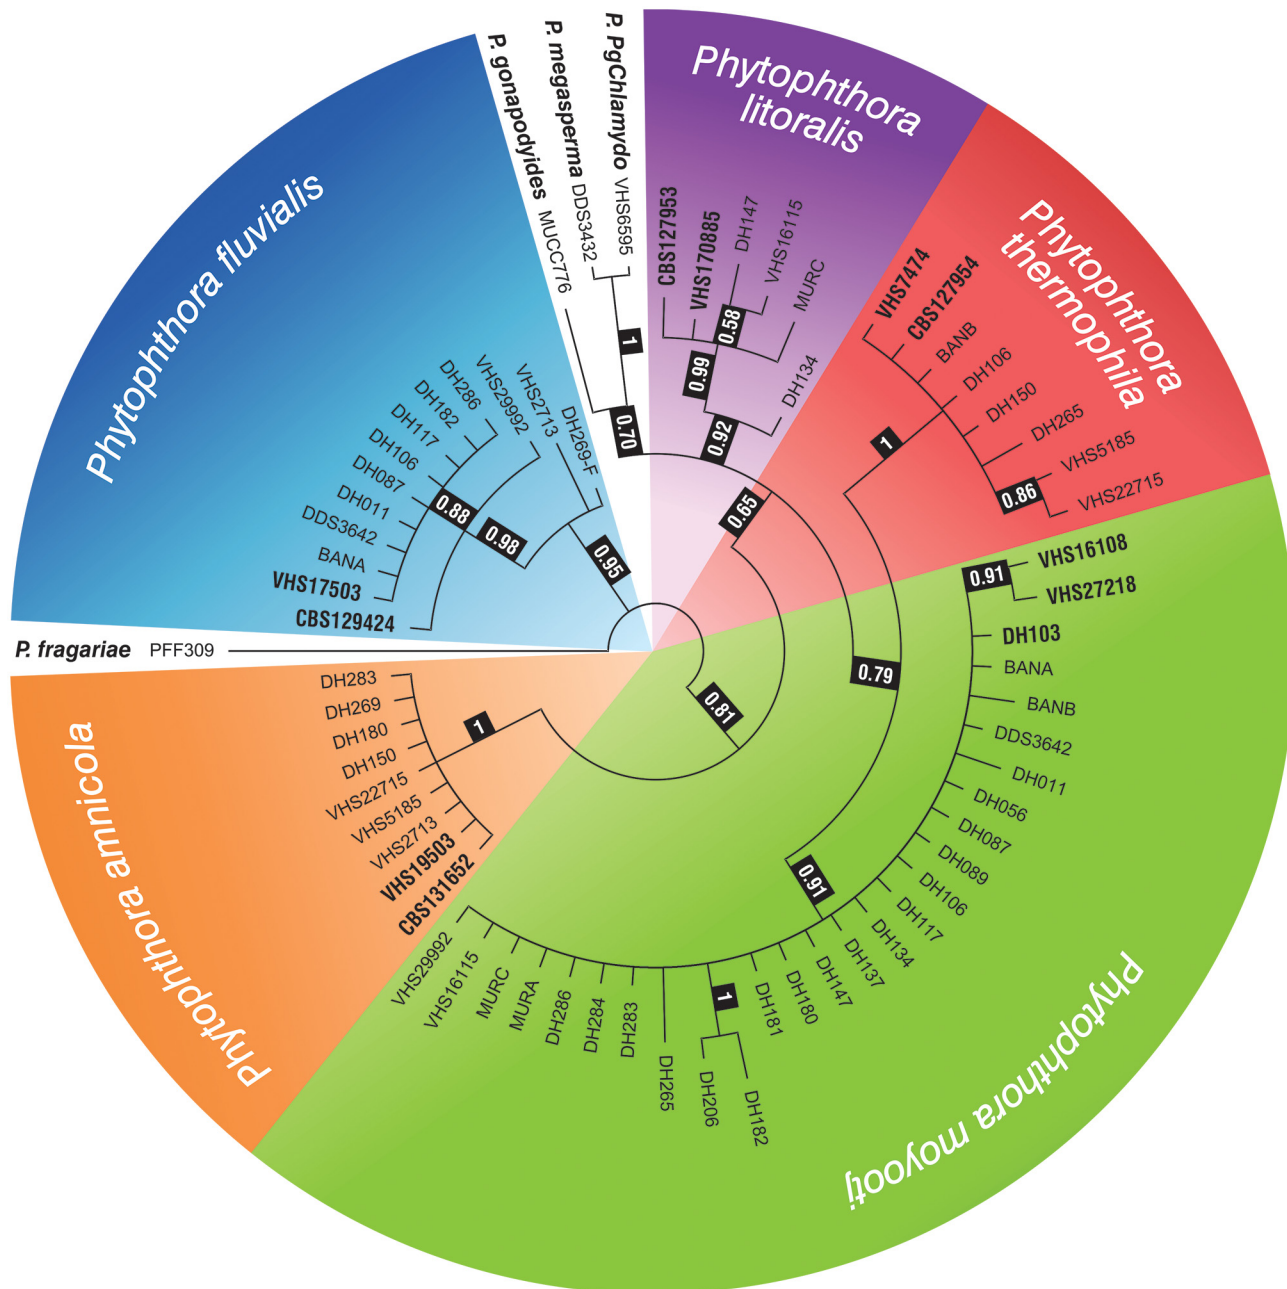 P. gonapodyides MUCC776
P. megasperma DDS3432
P. PgChlamydo VHS6595
1
0.70
Phytophthora
litoralis
CBS127953
VHS170885
DH147
VHS16115
MURC
DH134
0.58
0.99
0.92
Phytophthora
thermophila
VHS7474
CBS127954
BANB
DH106
DH150
DH265
VHS5185
VHS22715
1
0.86
0.65
0.79
0.81
Phytophthora moyootj
VHS16108
VHS27218
0.91
DH103
BANA
BANB
DDS3642
DH011
DH056
DH087
DH089
DH106
DH117
DH134
DH137
DH147
DH180
DH181
DH182
DH206
DH265
DH283
DH284
DH286
MURA
MURC
VHS16115
VHS29992
0.91
1
Phytophthora amnicola
CBS131652
VHS19503
VHS2713
VHS5185
VHS22715
DH150
DH180
DH269
DH283
1
P. fragariae PFF309
Phytophthora fluvialis
CBS129424
VHS17503
BANA
DDS3642
DH011
DH087
DH106
DH117
DH182
DH286
VHS29992
VHS2713
DH269-F
0.88
0.98
0.95